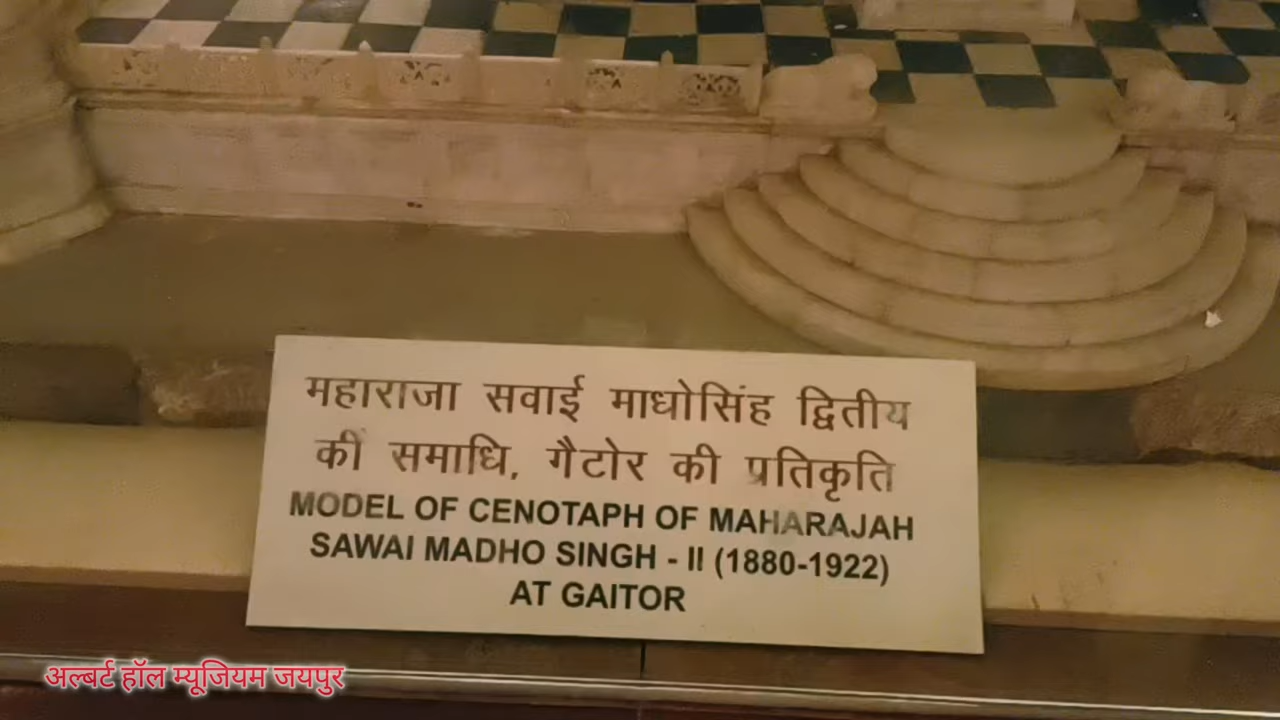 महाराजा सवाई माधोसिंह द्वितीय
की समाधि, गैटोर की प्रतिकृति
MODEL OF CENOTAPH OF MAHARAJAH
SAWAI MADHO SINGH - II (1880-1922)
AT GAITOR
अल्बर्ट हॉल म्यूजियम जयपुर